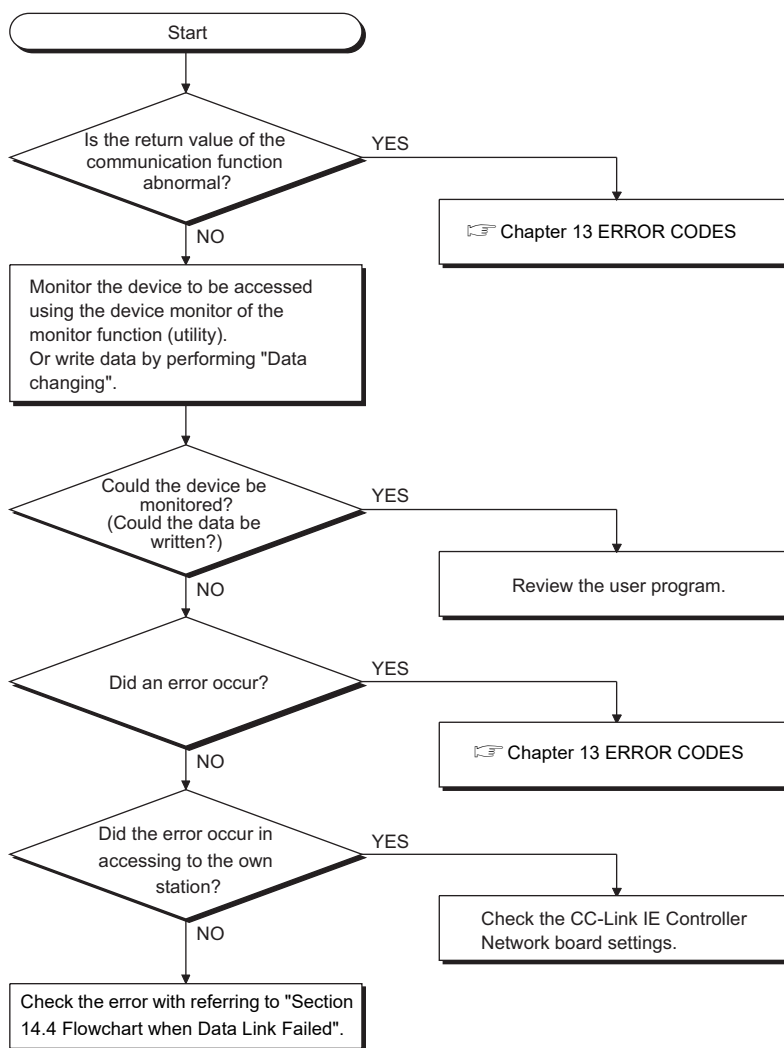 Start
Is the return value of the
communication function
abnormal?
YES
☞ Chapter 13 ERROR CODES
NO
Monitor the device to be accessed
using the device monitor of the
monitor function (utility).
Or write data by performing "Data
changing".
Could the device be
monitored?
(Could the data be
written?)
YES
Review the user program.
NO
Did an error occur?
YES
☞ Chapter 13 ERROR CODES
NO
Did the error occur in
accessing to the own
station?
YES
Check the CC-Link IE Controller
Network board settings.
NO
Check the error with referring to "Section
14.4 Flowchart when Data Link Failed".